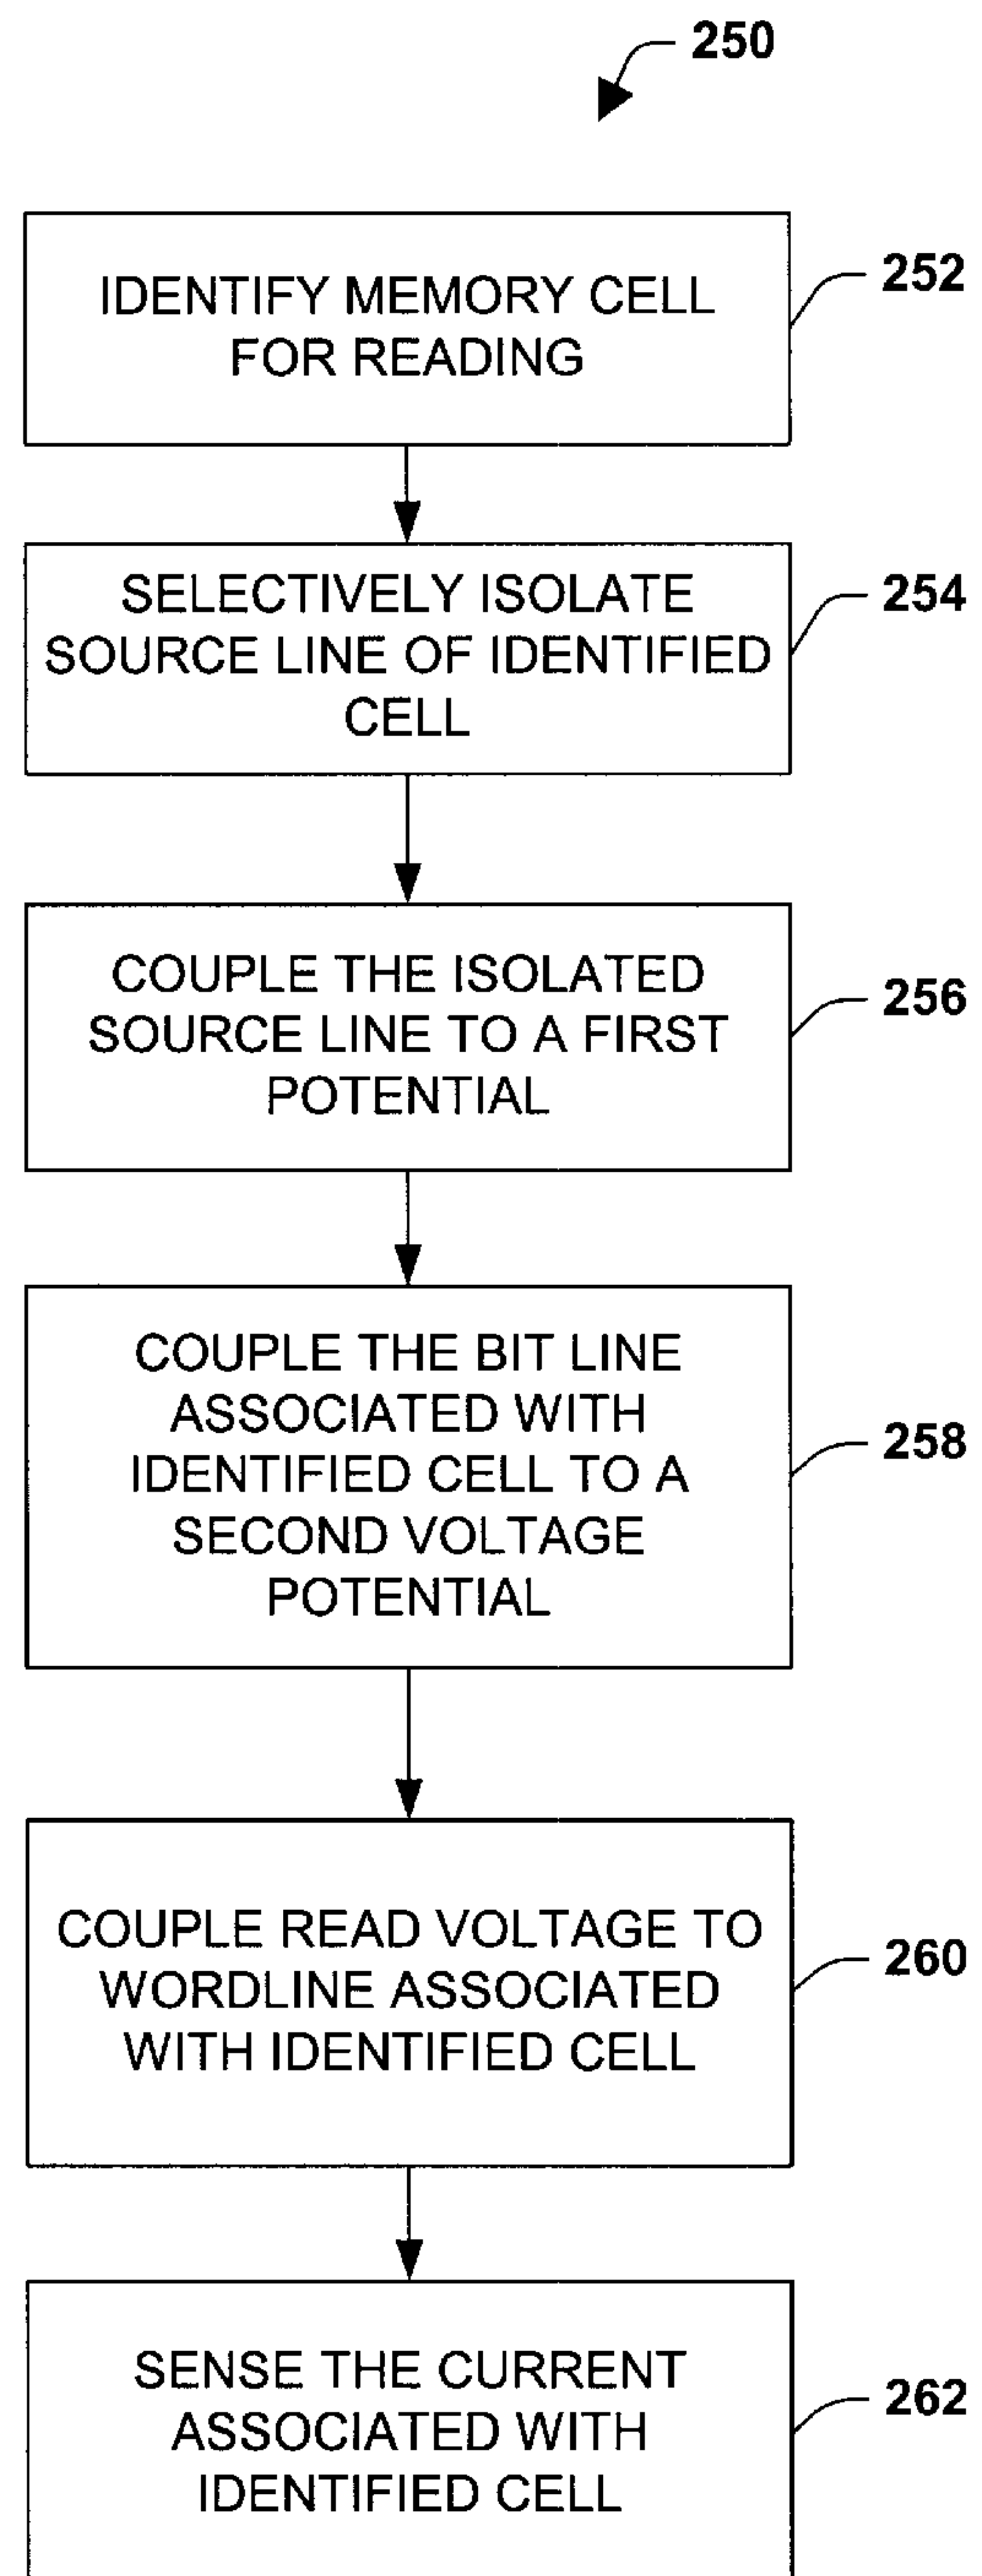 250
IDENTIFY MEMORY CELL
FOR READING
252
SELECTIVELY ISOLATE
SOURCE LINE OF IDENTIFIED
CELL
254
COUPLE THE ISOLATED
SOURCE LINE TO A FIRST
POTENTIAL
256
COUPLE THE BIT LINE
ASSOCIATED WITH
IDENTIFIED CELL TO A
SECOND VOLTAGE
POTENTIAL
258
COUPLE READ VOLTAGE TO
WORDLINE ASSOCIATED
WITH IDENTIFIED CELL
260
SENSE THE CURRENT
ASSOCIATED WITH
IDENTIFIED CELL
262